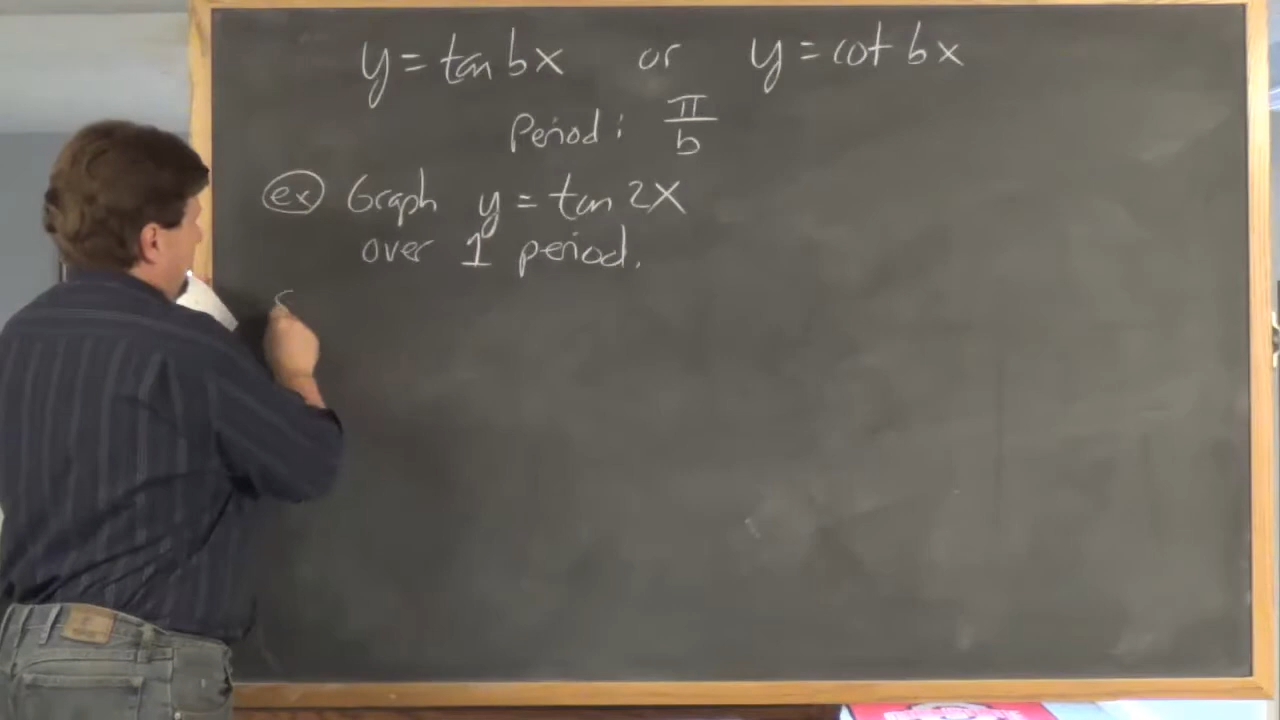 y = tan bx or y = cot bx
Period: π/b
ex Graph y = tan 2x
over 1 period.